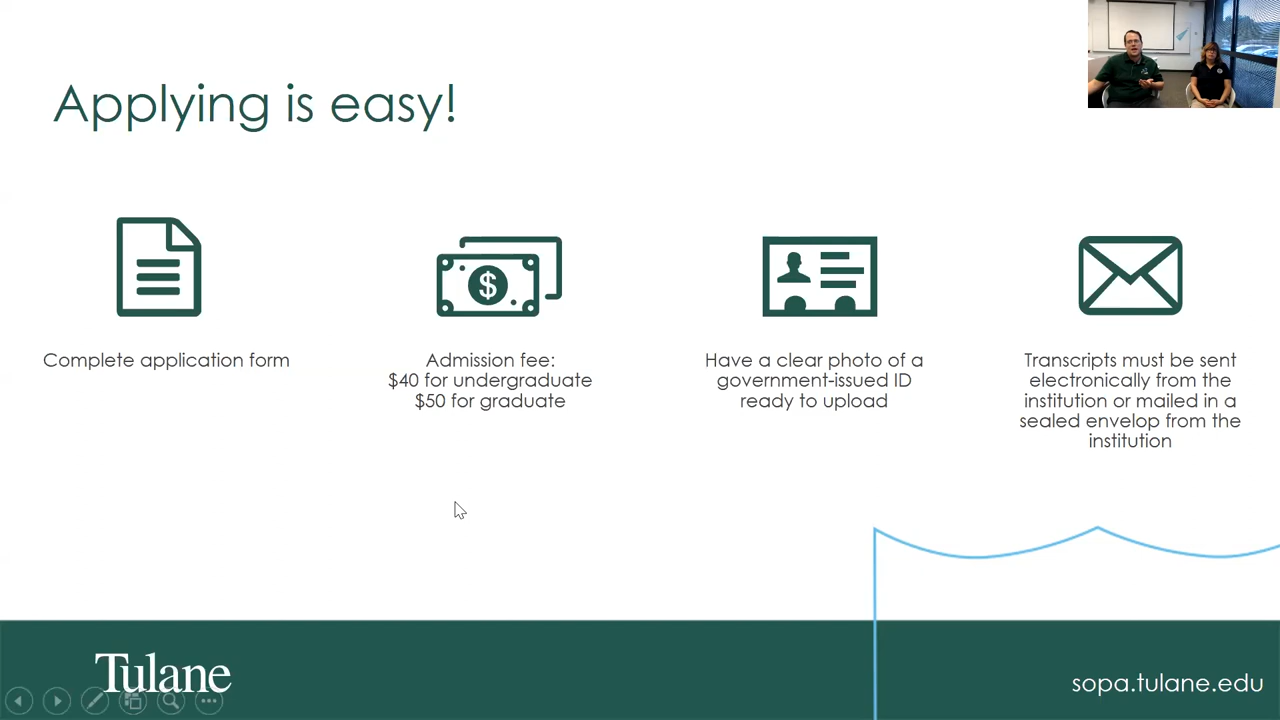 Applying is easy!
$
Complete application form
Admission fee:
$40 for undergraduate
$50 for graduate
Have a clear photo of a
government-issued ID
ready to upload
Transcripts must be sent
electronically from the
institution or mailed in a
sealed envelop from the
institution
Tulane
sopa.tulane.edu